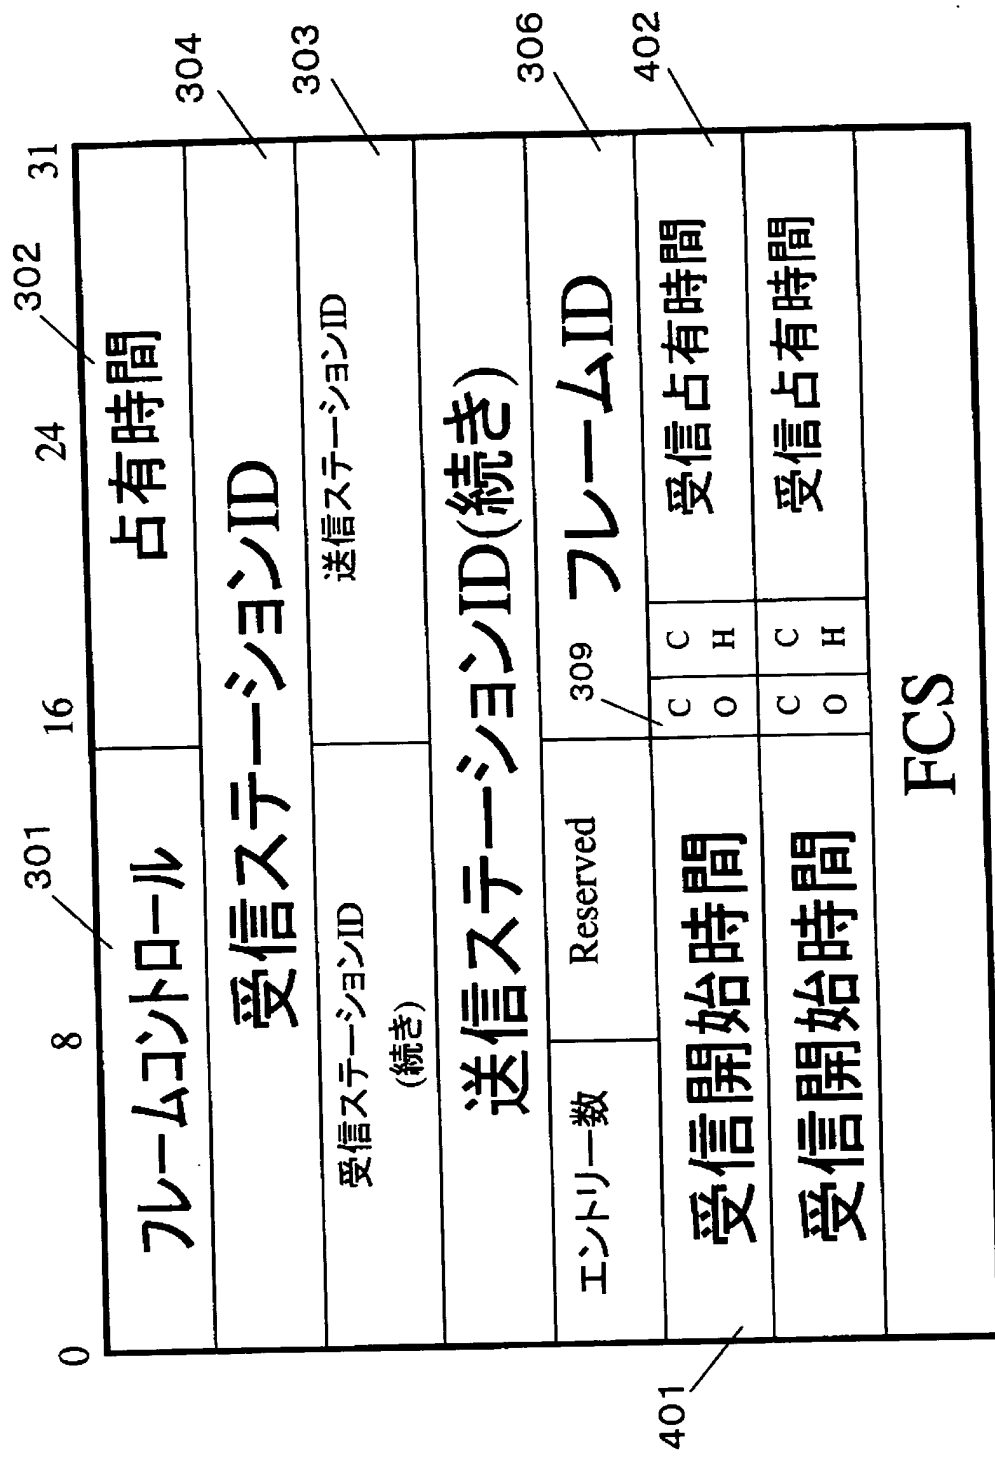 302
304
303
306
402
301
309
401
0 8 16 24 31
フレームコントロール 占有時間
受信ステーションID
受信ステーションID 送信ステーションID
(続き)
送信ステーションID(続き)
エントリー数 Reserved フレームID
受信開始時間 C C 受信占有時間
O H
受信開始時間 C C 受信占有時間
O H
FCS